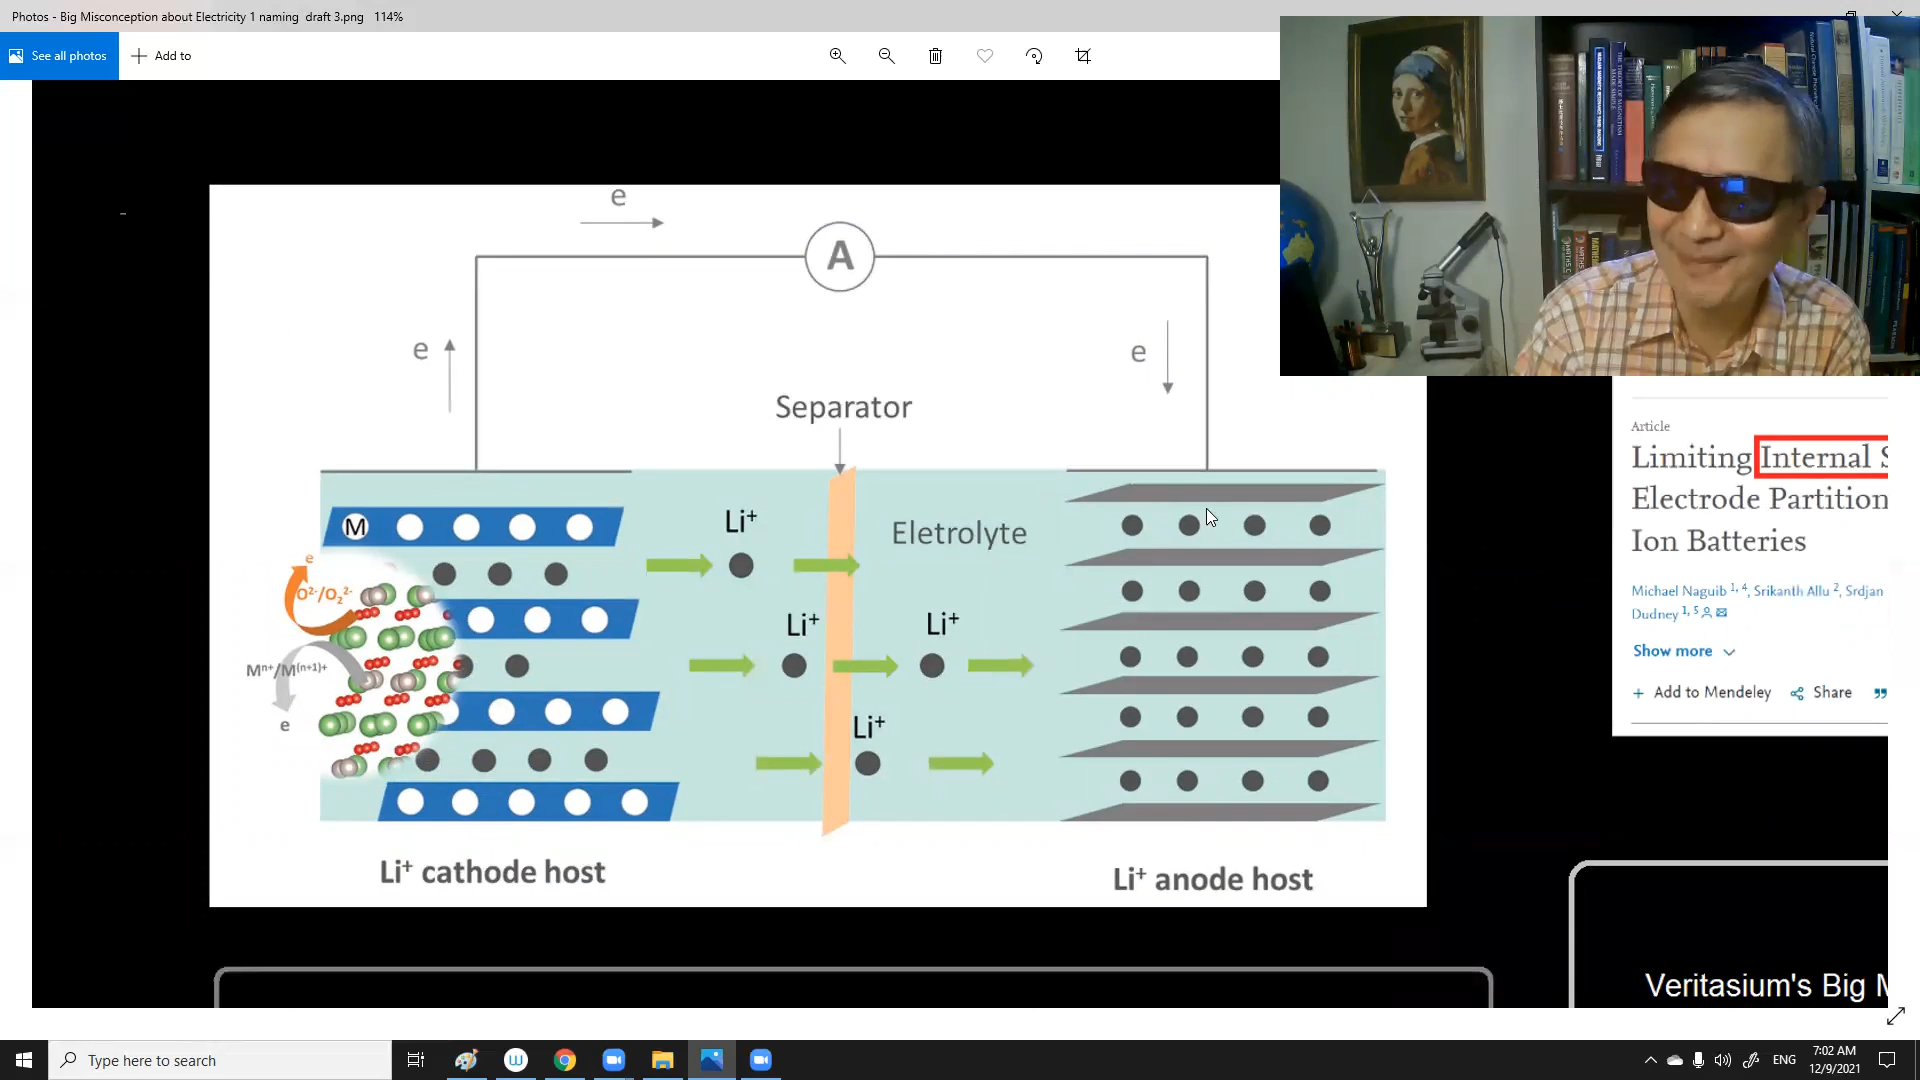 Photos - Big Misconception about Electricity 1 naming  draft 3.png   114%
See all photos
Add to
e
A
e
e
Separator
M
Li⁺
Eletrolyte
e
O²⁻/O₂²⁻
Li⁺
Li⁺
Mⁿ⁺/M⁽ⁿ⁺¹⁾⁺
e
Li⁺
Li⁺ cathode host
Li⁺ anode host
Article
Limiting Internal S
Electrode Partition
Ion Batteries
Michael Naguib 1, 4, Srikanth Allu 2, Srdjan
Dudney 1, 5
Show more
+ Add to Mendeley
Share
Veritasium's Big M
Type here to search
ENG
7:02 AM
12/9/2021